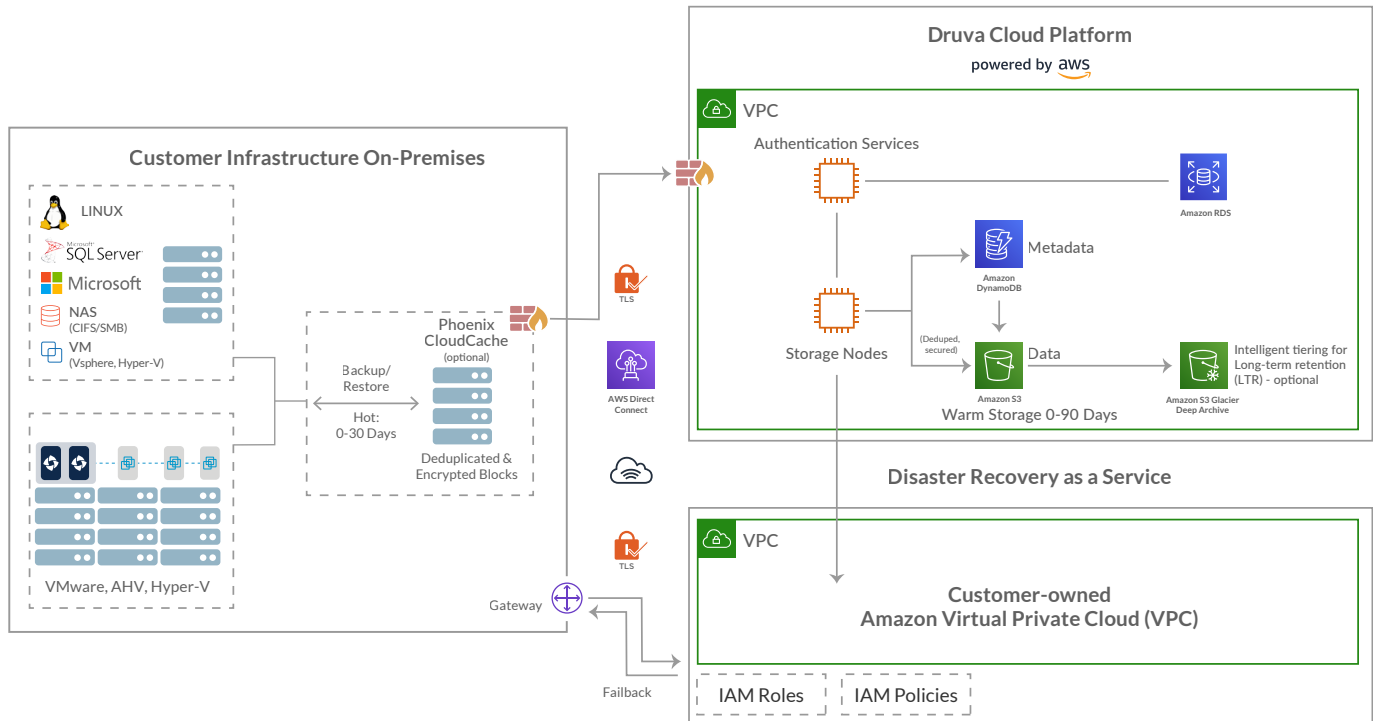 Druva Cloud Platform
powered by aws
VPC
Authentication Services
Amazon RDS
Metadata
Amazon
DynamoDB
Storage Nodes
(Deduped,
secured)
Data
Amazon S3
Warm Storage 0-90 Days
Intelligent tiering for
Long-term retention
(LTR) - optional
Amazon S3 Glacier
Deep Archive
Customer Infrastructure On-Premises
LINUX
Microsoft
SQL Server
Microsoft
NAS
(CIFS/SMB)
VM
(Vsphere, Hyper-V)
VMware, AHV, Hyper-V
Backup/
Restore
Hot:
0-30 Days
Phoenix
CloudCache
(optional)
Deduplicated &
Encrypted Blocks
TLS
AWS Direct
Connect
TLS
Gateway
Failback
Disaster Recovery as a Service
VPC
Customer-owned
Amazon Virtual Private Cloud (VPC)
IAM Roles
IAM Policies